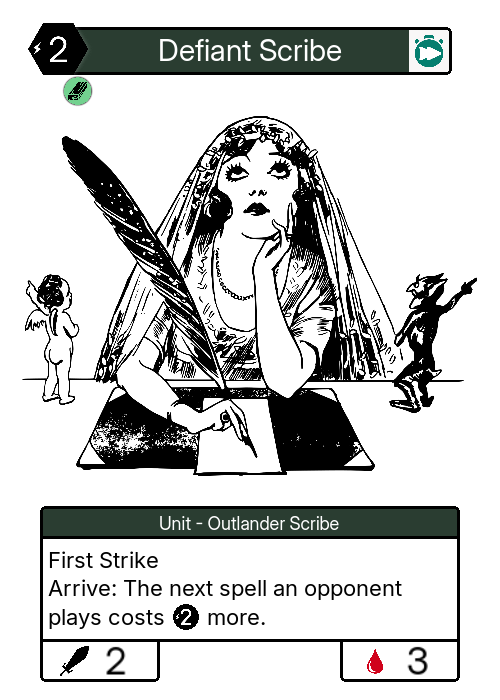 2 Defiant Scribe
Unit - Outlander Scribe
First Strike
Arrive: The next spell an opponent
plays costs 2 more.
2 3